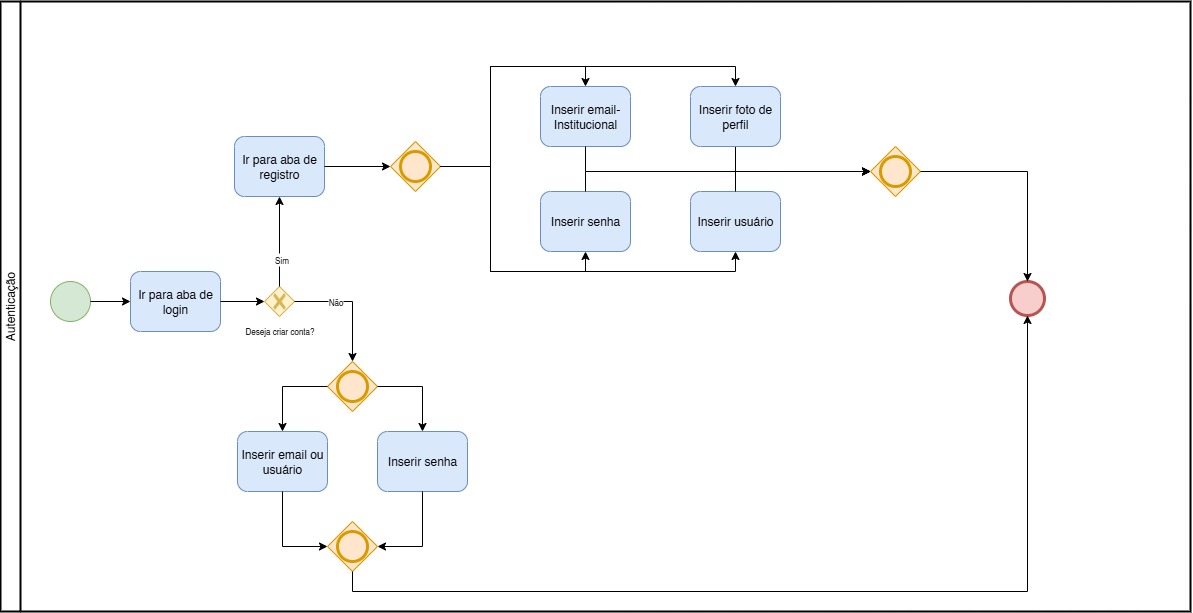 Autenticação
Inserir email-
Institucional
Inserir foto de
perfil
Ir para aba de
registro
Inserir senha
Inserir usuário
Sim
Ir para aba de
login
Não
Deseja criar conta?
Inserir email ou
usuário
Inserir senha